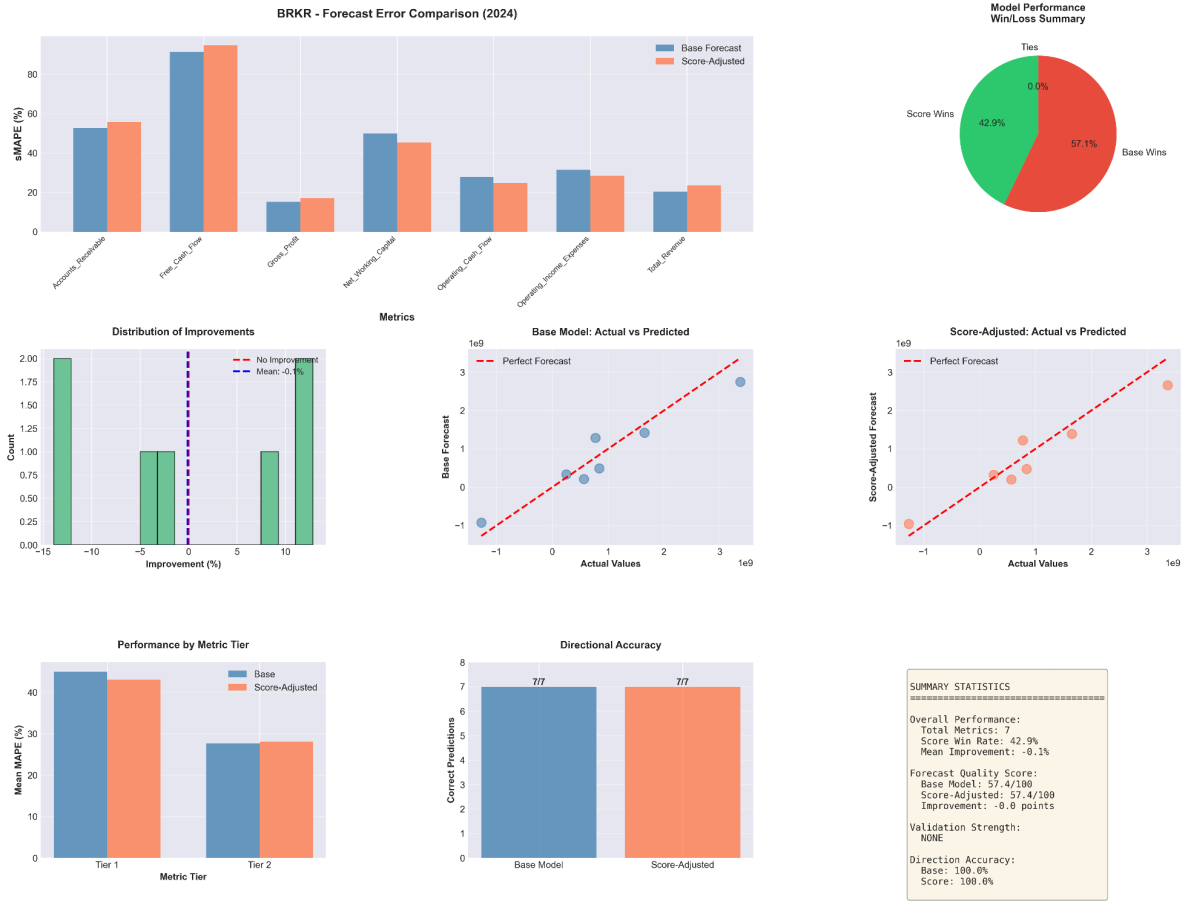 BRKR - Forecast Error Comparison (2024)
sMAPE (%)
80
60
40
20
0
Base Forecast
Score-Adjusted
Accounts_Receivable
Free_Cash_Flow
Gross_Profit
Net_Working_Capital
Operating_Cash_Flow
Operating_Income_Expenses
Total_Revenue
Metrics
Model Performance
Win/Loss Summary
Ties
0.0%
Score Wins
42.9%
57.1%
Base Wins
Distribution of Improvements
Count
2.00
1.75
1.50
1.25
1.00
0.75
0.50
0.25
0.00
No Improvement
Mean: -0.1%
−15
−10
−5
0
5
10
Improvement (%)
Base Model: Actual vs Predicted
1e9
Perfect Forecast
Base Forecast
3
2
1
0
−1
−1
0
1
2
3
1e9
Actual Values
Score-Adjusted: Actual vs Predicted
1e9
Perfect Forecast
Score-Adjusted Forecast
3
2
1
0
−1
−1
0
1
2
3
1e9
Actual Values
Performance by Metric Tier
Mean MAPE (%)
40
30
20
10
0
Base
Score-Adjusted
Tier 1
Tier 2
Metric Tier
Directional Accuracy
Correct Predictions
8
7
6
5
4
3
2
1
0
7/7
7/7
Base Model
Score-Adjusted
SUMMARY STATISTICS
===================================
Overall Performance:
Total Metrics: 7
Score Win Rate: 42.9%
Mean Improvement: -0.1%
Forecast Quality Score:
Base Model: 57.4/100
Score-Adjusted: 57.4/100
Improvement: -0.0 points
Validation Strength:
NONE
Direction Accuracy:
Base: 100.0%
Score: 100.0%